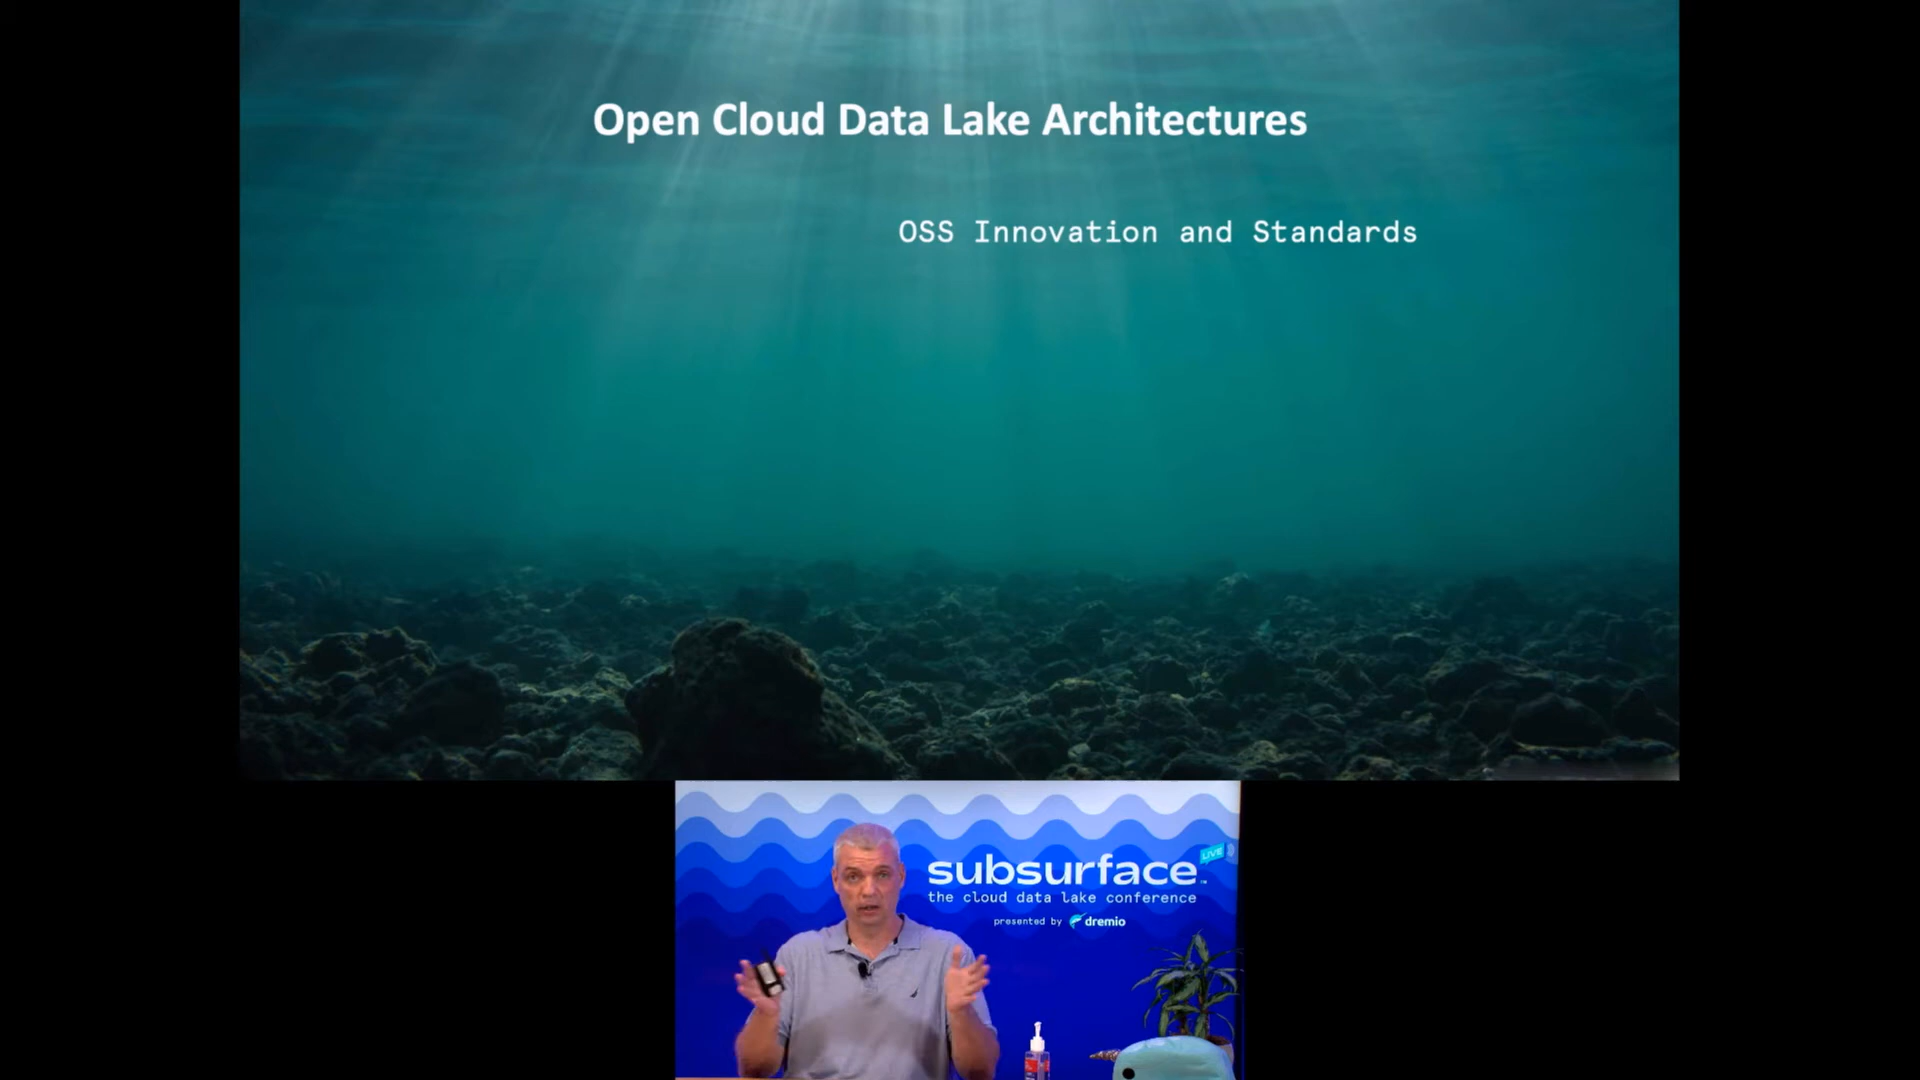 Open Cloud Data Lake Architectures
OSS Innovation and Standards
subsurface
LIVE
™
the cloud data lake conference
presented by dremio